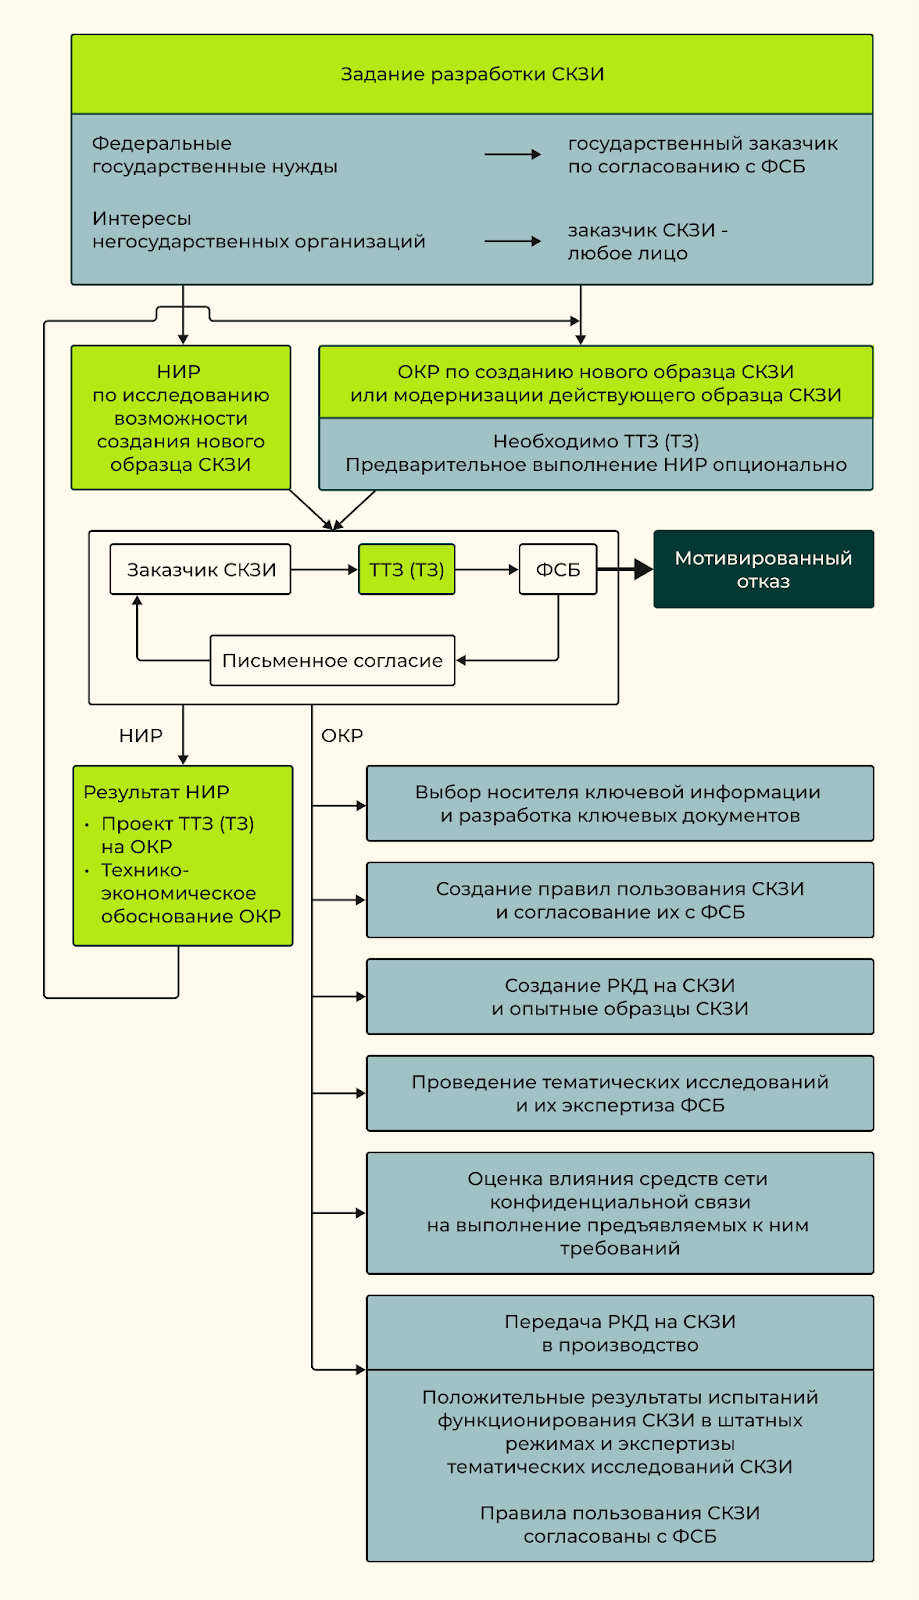 Задание разработки СКЗИ
Федеральные
государственные нужды
государственный заказчик
по согласованию с ФСБ
Интересы
негосударственных организаций
заказчик СКЗИ -
любое лицо
НИР
по исследованию
возможности
создания нового
образца СКЗИ
ОКР по созданию нового образца СКЗИ
или модернизации действующего образца СКЗИ
Необходимо ТТЗ (ТЗ)
Предварительное выполнение НИР опционально
Заказчик СКЗИ
ТТЗ (ТЗ)
ФСБ
Мотивированный
отказ
Письменное согласие
НИР
ОКР
Результат НИР
• Проект ТТЗ (ТЗ)
на ОКР
• Технико-
экономическое
обоснование ОКР
Выбор носителя ключевой информации
и разработка ключевых документов
Создание правил пользования СКЗИ
и согласование их с ФСБ
Создание РКД на СКЗИ
и опытные образцы СКЗИ
Проведение тематических исследований
и их экспертиза ФСБ
Оценка влияния средств сети
конфиденциальной связи
на выполнение предъявляемых к ним
требований
Передача РКД на СКЗИ
в производство
Положительные результаты испытаний
функционирования СКЗИ в штатных
режимах и экспертизы
тематических исследований СКЗИ
Правила пользования СКЗИ
согласованы с ФСБ